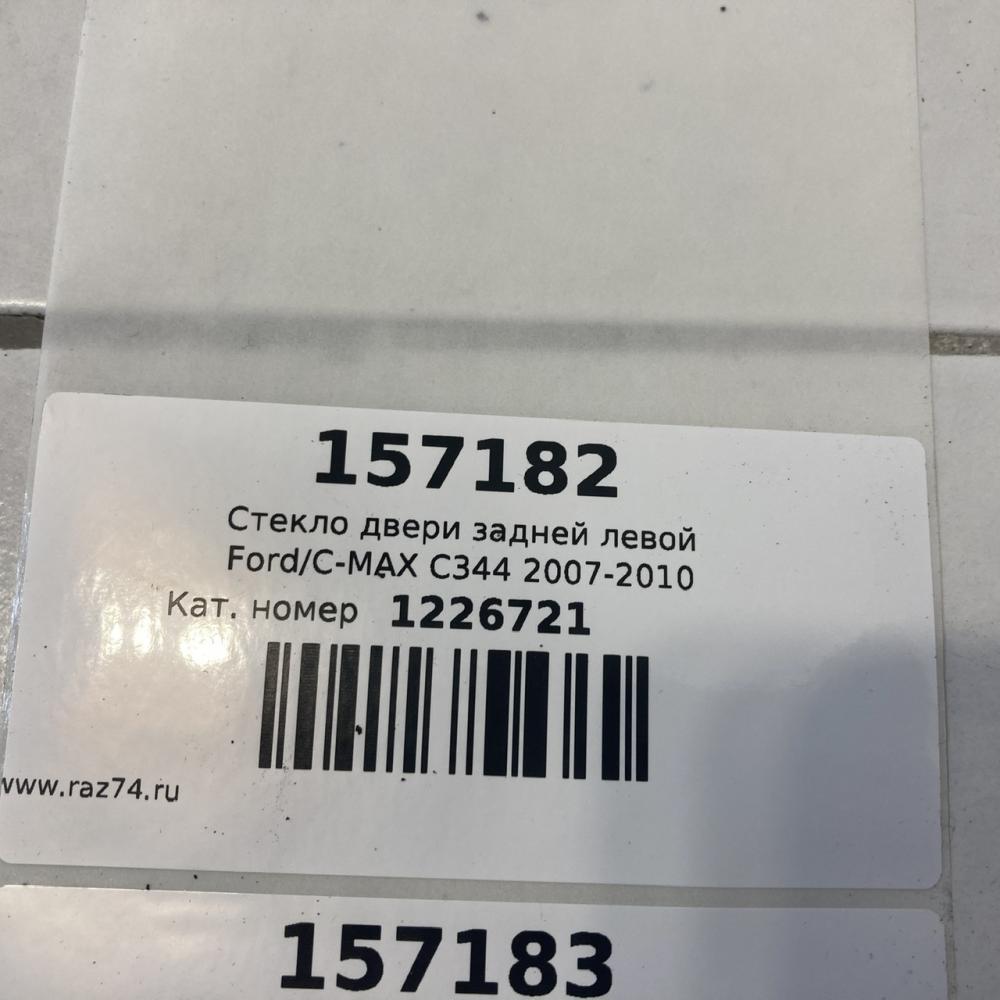 157182
Стекло двери задней левой
Ford/C-MAX C344 2007-2010
Кат. номер 1226721
www.raz74.ru
157183